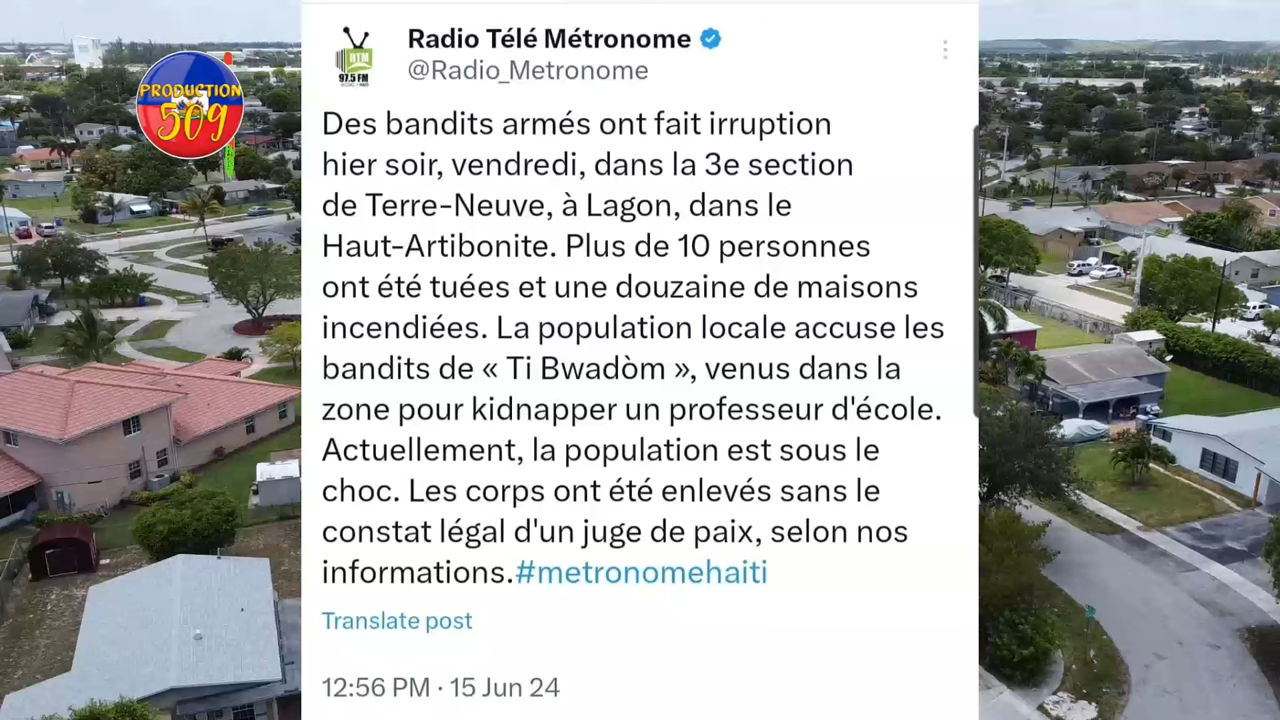 PRODUCTION
509
Radio Télé Métronome
@Radio_Metronome
97.5 FM
Des bandits armés ont fait irruption
hier soir, vendredi, dans la 3e section
de Terre-Neuve, à Lagon, dans le
Haut-Artibonite. Plus de 10 personnes
ont été tuées et une douzaine de maisons
incendiées. La population locale accuse les
bandits de « Ti Bwadòm », venus dans la
zone pour kidnapper un professeur d'école.
Actuellement, la population est sous le
choc. Les corps ont été enlevés sans le
constat légal d'un juge de paix, selon nos
informations.#metronomehaiti
Translate post
12:56 PM · 15 Jun 24